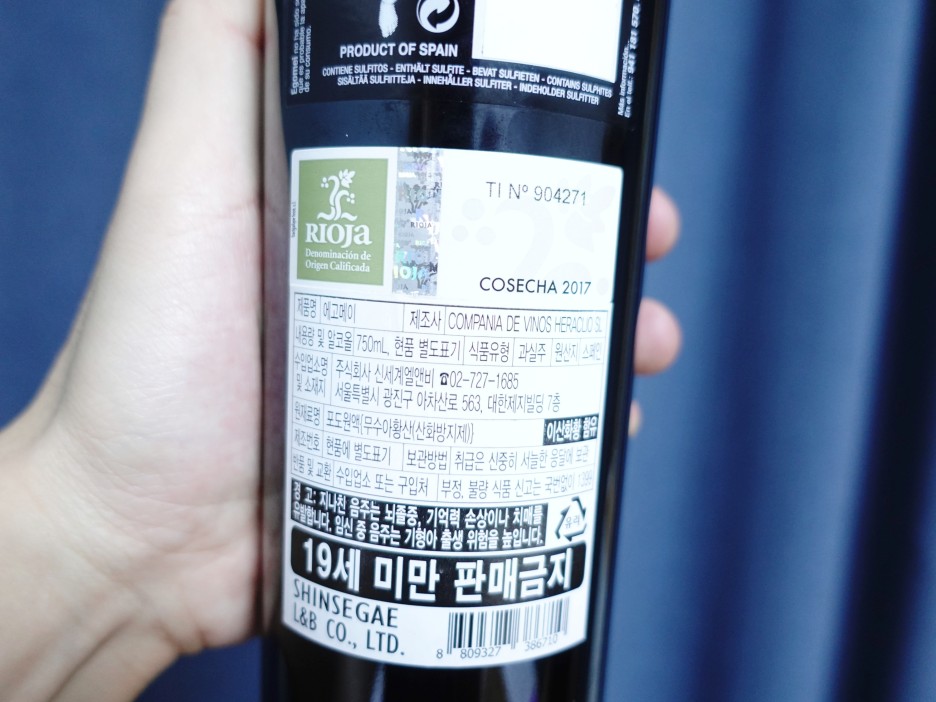 PRODUCT OF SPAIN
CONTIENE SULFITOS - ENTHÄLT SULFITE - BEVAT SULFIETEN - CONTAINS SULPHITES
SISÄLTÄÄ SULFIITTEJA - INNEHÅLLER SULFITER - INDEHOLDER SULFITTER
Más información
RIOJa
Denominación de
Origen Calificada
RIOJA
TI Nº 904271
COSECHA 2017
제품명 에고메이 제조사 COMPANIA DE VINOS HERACLIO SL
내용량 및 알코올 750mL, 현품 별도표기 식품유형 과실주 원산지 스페인
수입업소명 및 소재지 주식회사 신세계엘앤비 ☎02-727-1685
서울특별시 광진구 아차산로 563, 대한제지빌딩 7층
원재료명 포도원액{무수아황산(산화방지제)} 이산화황 함유
제조번호 현품에 별도표기 보관방법 취급은 신중히 서늘한 응달에 보관
반품 및 교환 수입업소 또는 구입처 부정, 불량 식품 신고는 국번없이 1399
경 고: 지나친 음주는 뇌졸중, 기억력 손상이나 치매를
유발합니다. 임신 중 음주는 기형아 출생 위험을 높입니다.
유리
19세 미만 판매금지
SHINSEGAE
L&B CO., LTD.
8 809327 386710